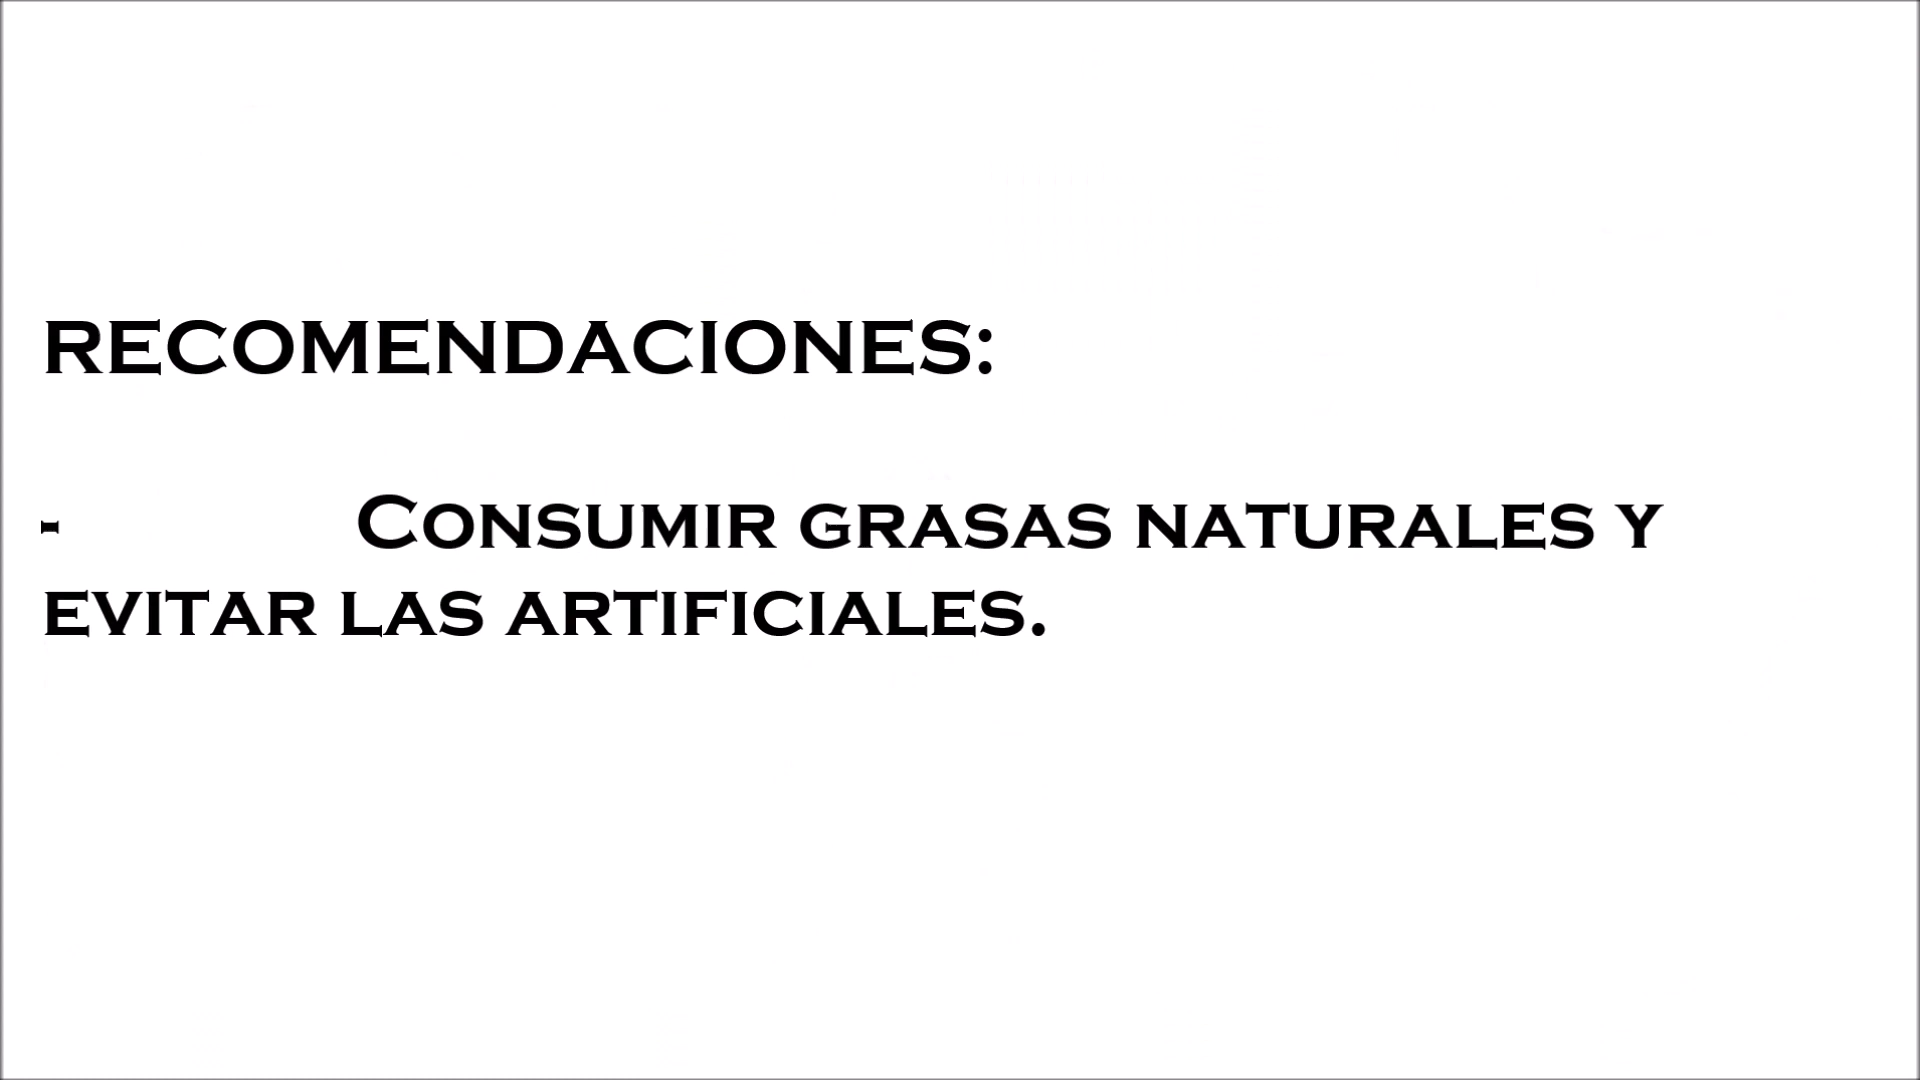 RECOMENDACIONES:
- Consumir grasas naturales y
evitar las artificiales.